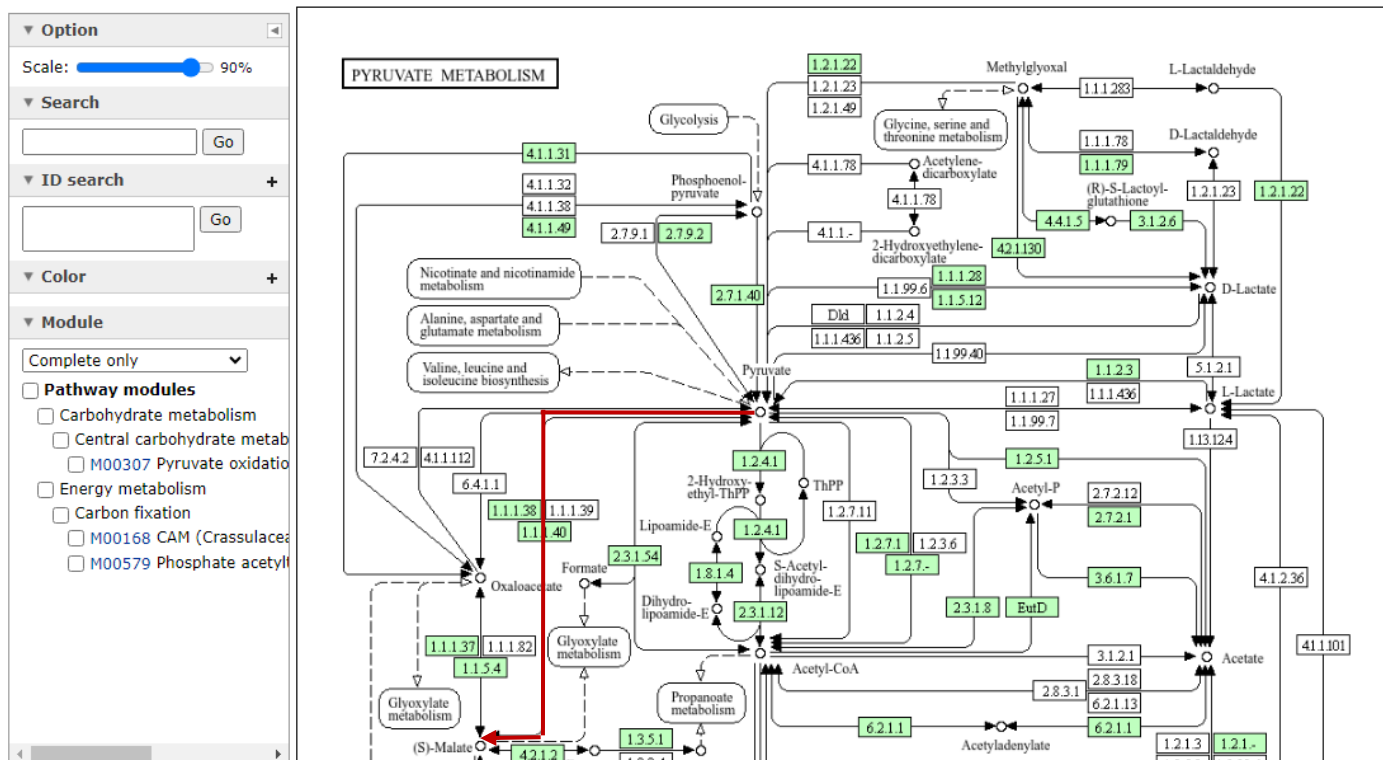 Option
Scale: 90%
Search
Go
ID search +
Go
Color +
Module
Complete only
Pathway modules
Carbohydrate metabolism
Central carbohydrate metab
M00307 Pyruvate oxidatio
Energy metabolism
Carbon fixation
M00168 CAM (Crassulacea
M00579 Phosphate acetylt
PYRUVATE METABOLISM
1.2.1.22
1.2.1.23
1.2.1.49
Methylglyoxal
1.1.1.283
L-Lactaldehyde
Glycolysis
Glycine, serine and
threonine metabolism
1.1.1.78
1.1.1.79
D-Lactaldehyde
4.1.1.31
4.1.1.32
4.1.1.38
4.1.1.49
Phosphoenol-
pyruvate
4.1.1.78
Acetylene-
dicarboxylate
4.1.1.78
(R)-S-Lactoyl-
glutathione
1.2.1.23
1.2.1.22
2.7.9.1
2.7.9.2
4.1.1.-
2-Hydroxyethylene-
dicarboxylate
4.4.1.5
3.1.2.6
4.2.1.130
Nicotinate and nicotinamide
metabolism
2.7.1.40
1.1.99.6
1.1.1.28
1.1.5.12
D-Lactate
Alanine, aspartate and
glutamate metabolism
Dld
1.1.2.4
1.1.1.436
1.1.2.5
1.1.99.40
Valine, leucine and
isoleucine biosynthesis
Pyruvate
1.1.2.3
1.1.1.436
5.1.2.1
1.1.1.27
1.1.99.7
L-Lactate
1.13.12.4
7.2.4.2
4.1.1.112
6.4.1.1
1.2.4.1
2-Hydroxy-
ethyl-ThPP
ThPP
1.2.3.3
1.2.5.1
Acetyl-P
2.7.2.12
2.7.2.1
1.1.1.38
1.1.1.39
1.1.1.40
Lipoamide-E
1.2.4.1
1.2.7.11
1.2.7.1
1.2.3.6
1.2.7.-
2.3.1.54
Formate
1.8.1.4
S-Acetyl-
dihydro-
lipoamide-E
3.6.1.7
4.1.2.36
Oxaloacetate
Dihydro-
lipoamide-E
2.3.1.12
2.3.1.8
EutD
1.1.1.37
1.1.1.82
1.1.5.4
Glyoxylate
metabolism
Acetyl-CoA
3.1.2.1
Acetate
4.1.1.101
Glyoxylate
metabolism
Propanoate
metabolism
2.8.3.1
2.8.3.18
6.2.1.13
6.2.1.1
Acetyladenylate
6.2.1.1
(S)-Malate
4.2.1.2
1.3.5.1
1.2.1.3
1.2.1.-